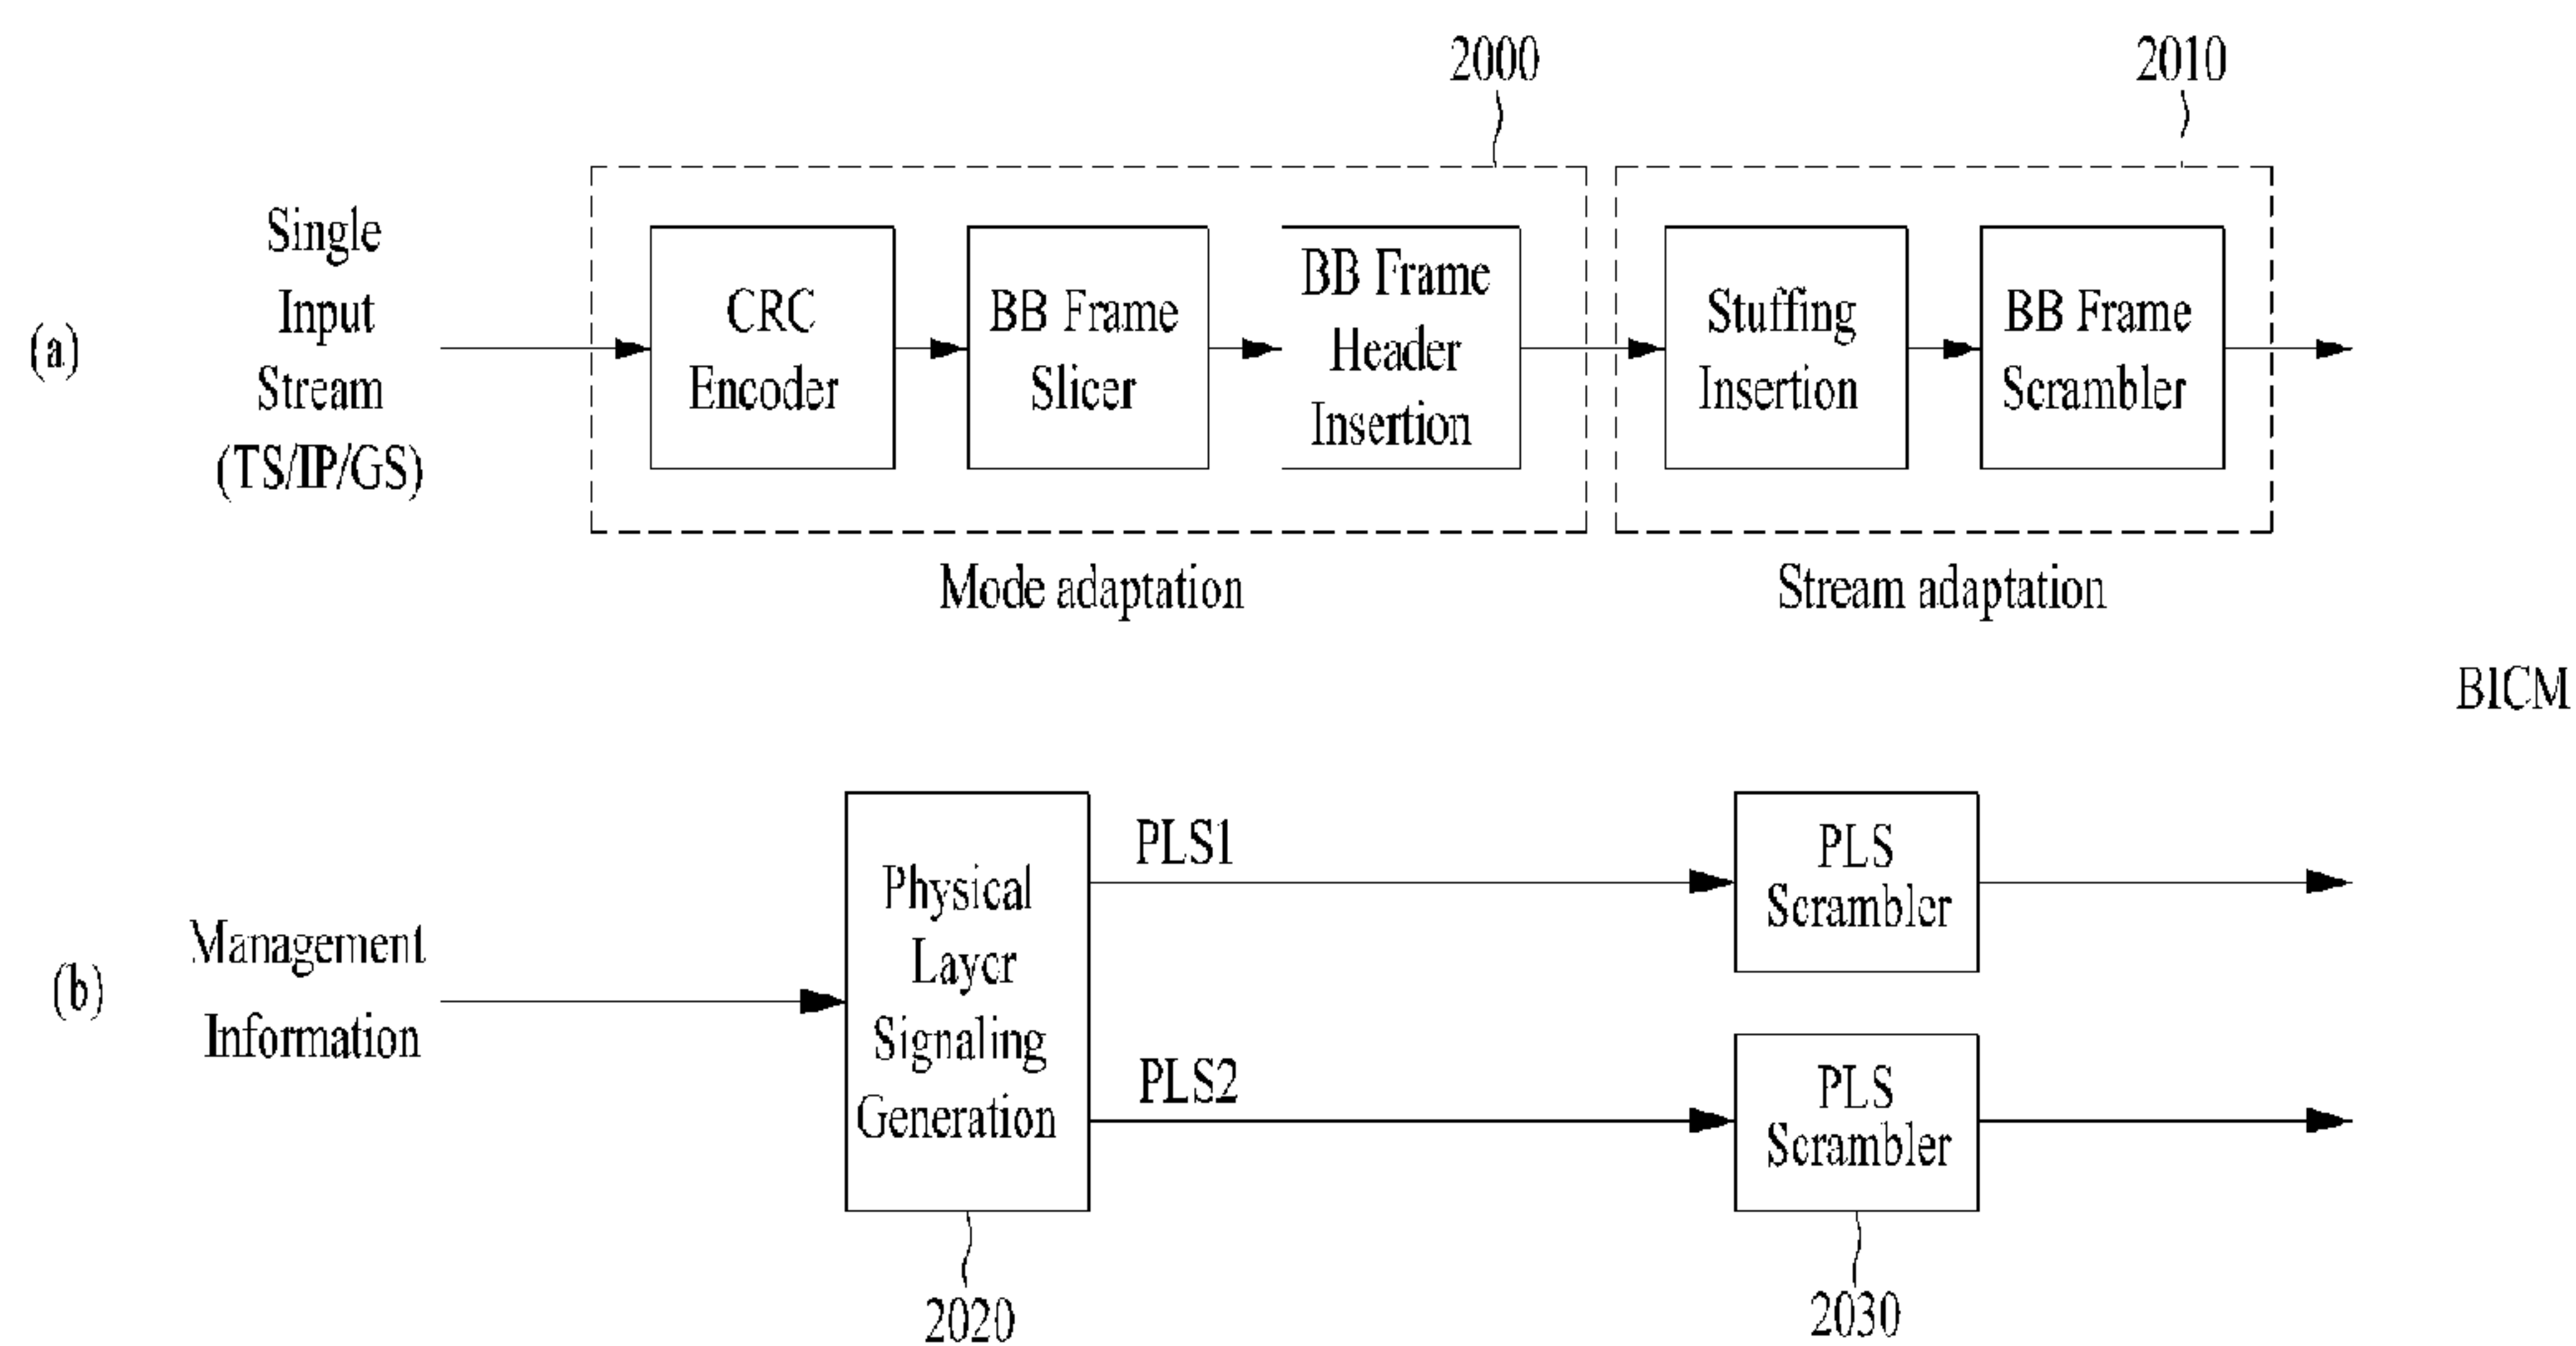 2000
2010
(a)
Single
Input
Stream
(TS/IP/GS)
CRC
Encoder
BB Frame
Slicer
BB Frame
Header
Insertion
Stuffing
Insertion
BB Frame
Scrambler
Mode adaptation
Stream adaptation
BICM
(b)
Management
Information
Physical
Layer
Signaling
Generation
PLS1
PLS2
PLS
Scrambler
PLS
Scrambler
2020
2030